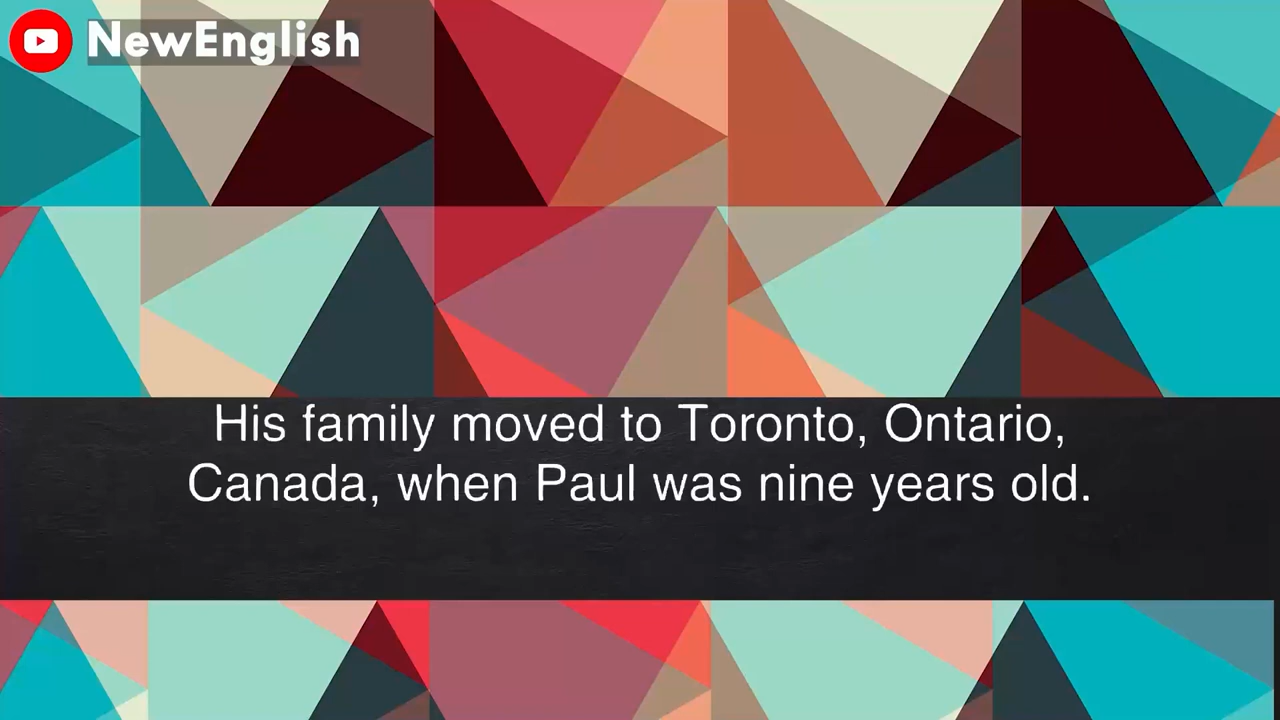 NewEnglish
His family moved to Toronto, Ontario,
Canada, when Paul was nine years old.